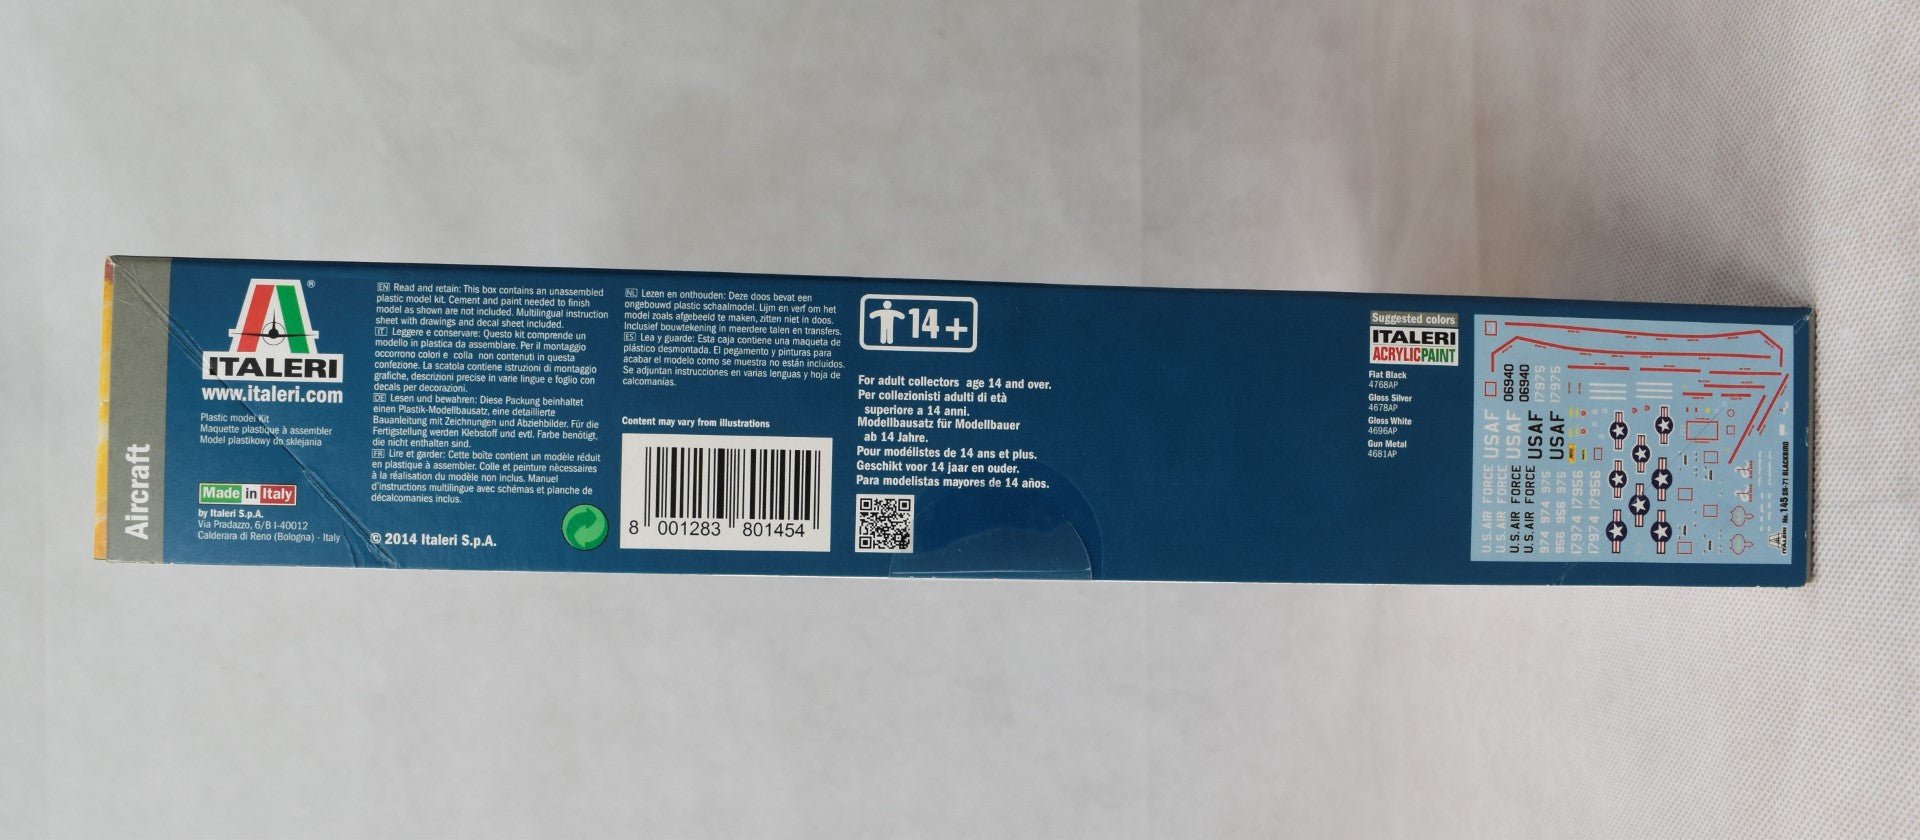 Aircraft
®
ITALERI
www.italeri.com
Plastic model Kit
Maquette plastique à assembler
Model plastikowy do sklejania
Made in Italy
by Italeri S.p.A.
Via Pradazzo, 6/B I-40012
Calderara di Reno (Bologna) - Italy
EN Read and retain: This box contains an unassembled
plastic model kit. Cement and paint needed to finish
model as shown are not included. Multilingual instruction
sheet with drawings and decal sheet included.
IT Leggere e conservare: Questo kit comprende un
modello in plastica da assemblare. Per il montaggio
occorrono colori e colla non contenuti in questa
confezione. La scatola contiene istruzioni di montaggio
grafiche, descrizioni precise in varie lingue e foglio con
decals per decorazioni.
DE Lesen und bewahren: Diese Packung beinhaltet
einen Plastik-Modellbausatz, eine detaillierte
Bauanleitung mit Zeichnungen und Abziehbilder. Für die
Fertigstellung werden Klebstoff und evtl. Farbe benötigt,
die nicht enthalten sind.
FR Lire et garder: Cette boîte contient un modèle réduit
en plastique à assembler. Colle et peinture nècessaires
à la réalisation du modèle non inclus. Manuel
d'instructions multilingue avec schémas et planche de
décalcomanies inclus.
© 2014 Italeri S.p.A.
NL Lezen en onthouden: Deze doos bevat een
ongebouwd plastic schaalmodel. Lijm en verf om het
model zoals afgebeeld te maken, zitten niet in doos.
Inclusief bouwtekening in meerdere talen en transfers.
ES Lea y guarde: Esta caja contiene una maqueta de
plástico desmontada. El pegamento y pinturas para
acabar el modelo como se muestra no están incluidos.
Se adjuntan instrucciones en varias lenguas y hoja de
calcomanías.
Content may vary from illustrations
8 001283 801454
14+
For adult collectors age 14 and over.
Per collezionisti adulti di età
superiore a 14 anni.
Modellbausatz für Modellbauer
ab 14 Jahre.
Pour modélistes de 14 ans et plus.
Geschikt voor 14 jaar en ouder.
Para modelistas mayores de 14 años.
Suggested colors
ITALERI
ACRYLICPAINT
Flat Black
4768AP
Gloss Silver
4678AP
Gloss White
4696AP
Gun Metal
4681AP
U.S. AIR FORCE USAF
U.S. AIR FORCE USAF
U.S. AIR FORCE USAF
U.S. AIR FORCE USAF
06940
06940
17975
17975
974 974 975
956 956 975
17974 17956
17974 17956
ITALERI No. 145 SR-71 BLACKBIRD